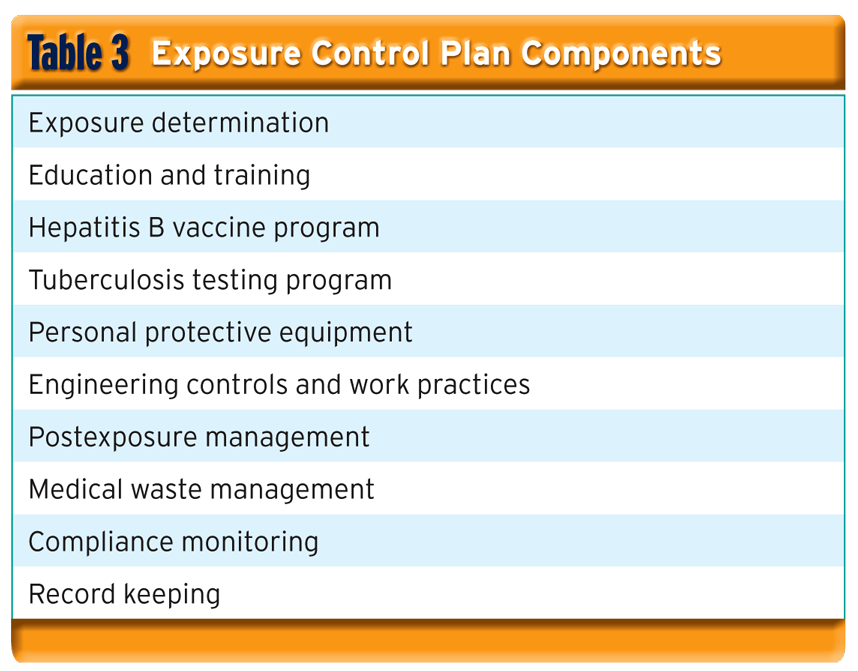 Table 3 Exposure Control Plan Components
Exposure determination
Education and training
Hepatitis B vaccine program
Tuberculosis testing program
Personal protective equipment
Engineering controls and work practices
Postexposure management
Medical waste management
Compliance monitoring
Record keeping